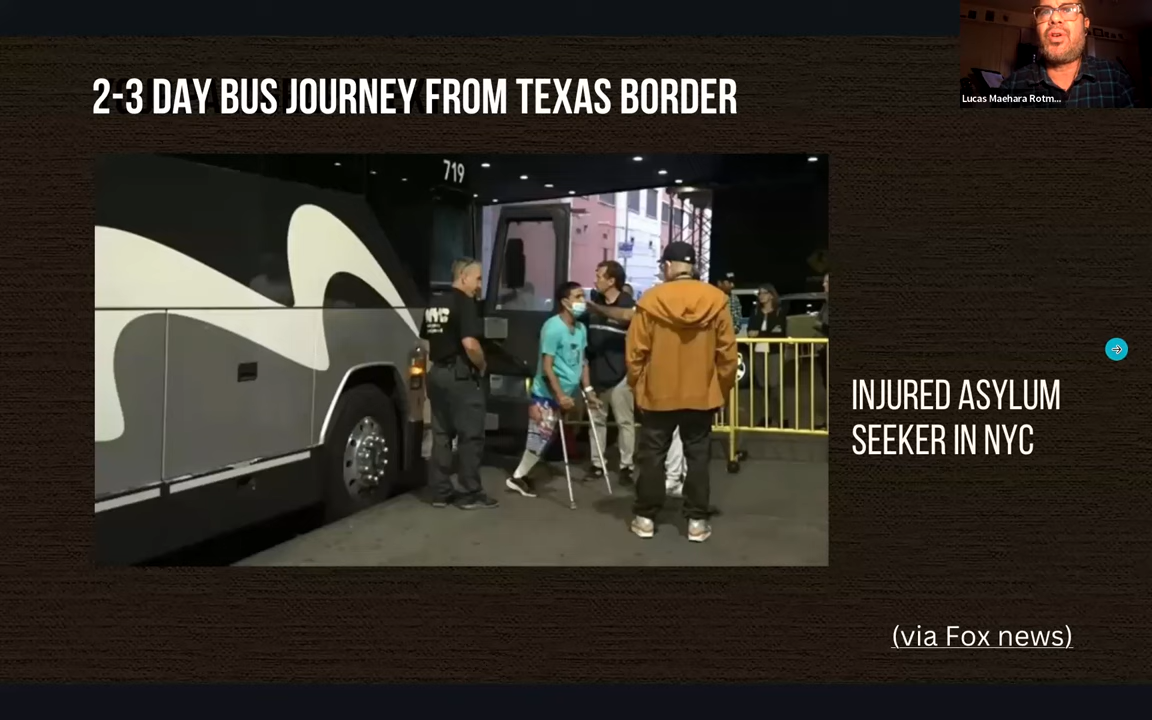 2-3 DAY BUS JOURNEY FROM TEXAS BORDER
Lucas Maehara Rotm...
719
NYC
INJURED ASYLUM
SEEKER IN NYC
(via Fox news)